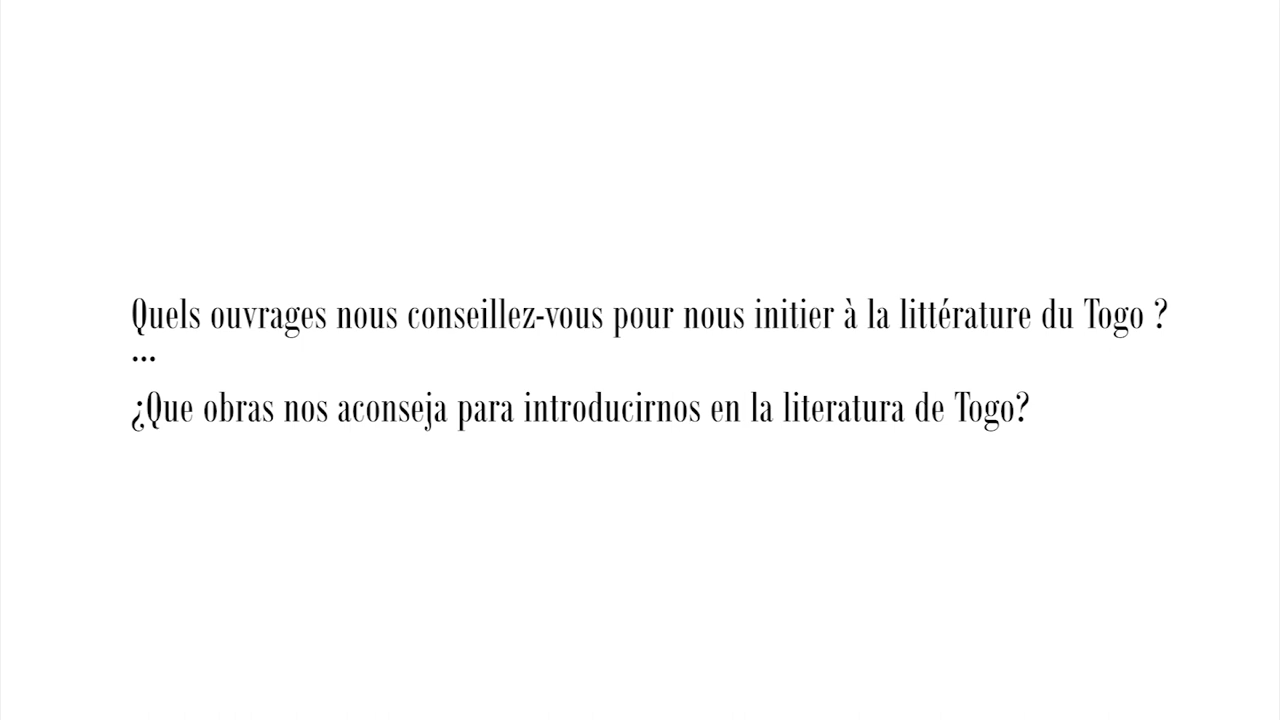 Quels ouvrages nous conseillez-vous pour nous initier à la littérature du Togo ?
...
¿Que obras nos aconseja para introducirnos en la literatura de Togo?